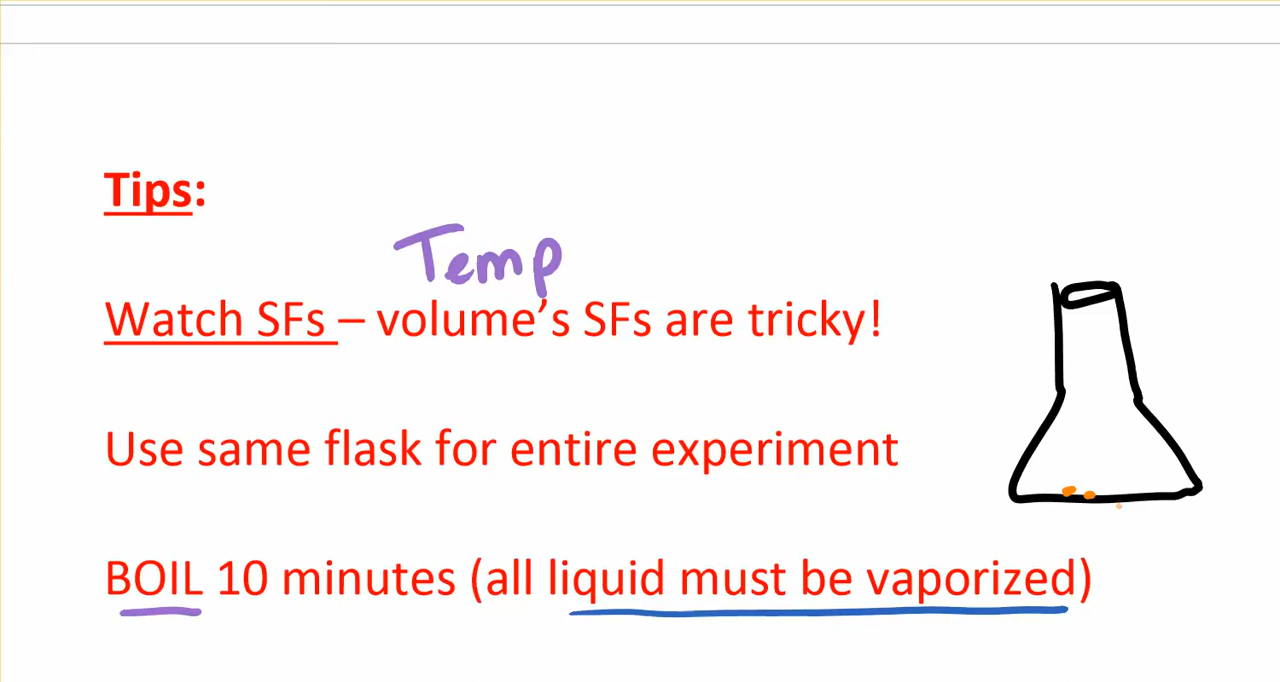 Tips:
Temp
Watch SFs – volume’s SFs are tricky!
Use same flask for entire experiment
BOIL 10 minutes (all liquid must be vaporized)